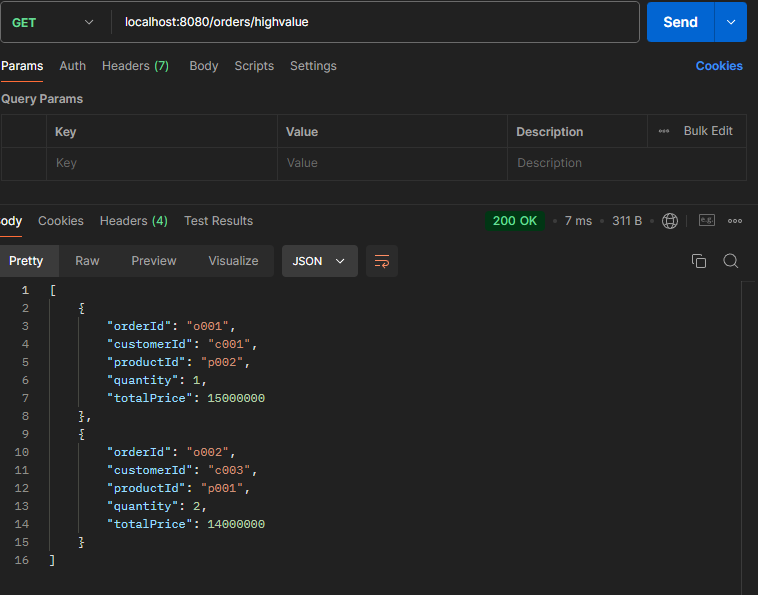 GET localhost:8080/orders/highvalue Send
Params Auth Headers (7) Body Scripts Settings Cookies
Query Params
Key Value Description Bulk Edit
Key Value Description
ody Cookies Headers (4) Test Results 200 OK • 7 ms • 311 B • e.g.
Pretty Raw Preview Visualize JSON
1 [
2 {
3 "orderId": "o001",
4 "customerId": "c001",
5 "productId": "p002",
6 "quantity": 1,
7 "totalPrice": 15000000
8 },
9 {
10 "orderId": "o002",
11 "customerId": "c003",
12 "productId": "p001",
13 "quantity": 2,
14 "totalPrice": 14000000
15 }
16 ]